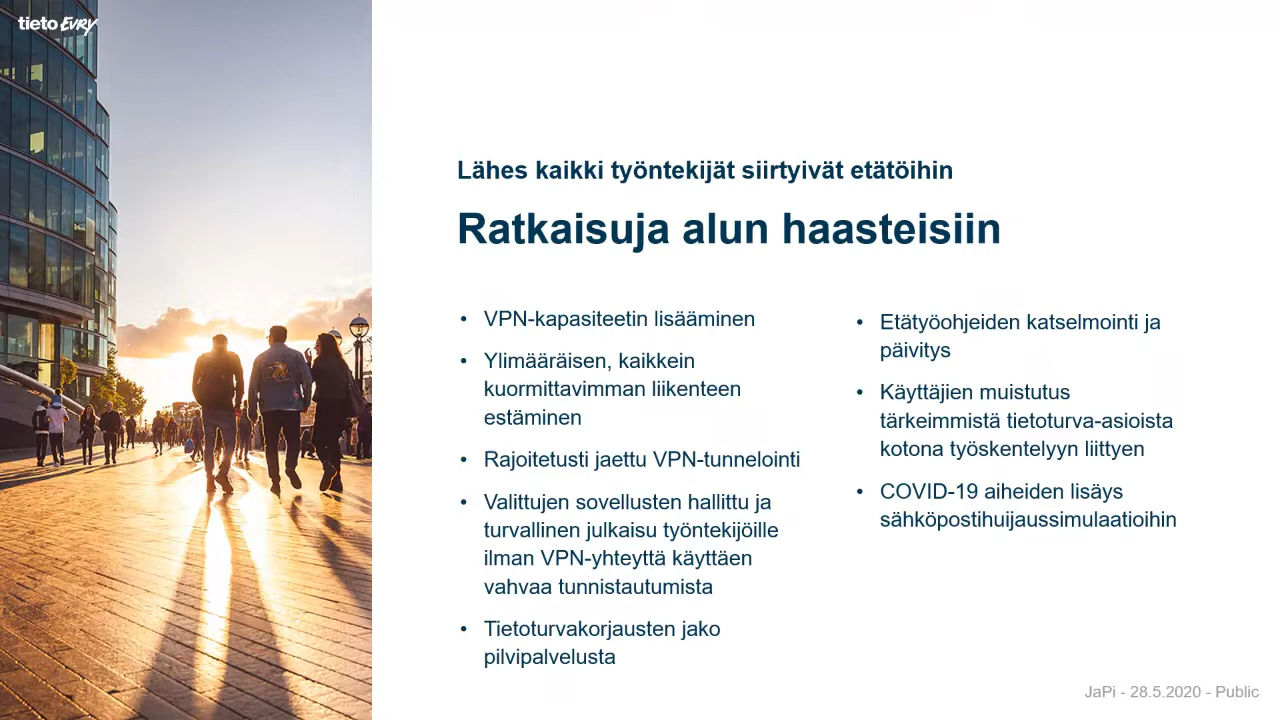 tieto EVRY
Lähes kaikki työntekijät siirtyivät etätöihin
Ratkaisuja alun haasteisiin
• VPN-kapasiteetin lisääminen
• Ylimääräisen, kaikkein
kuormittavimman liikenteen
estäminen
• Rajoitetusti jaettu VPN-tunnelointi
• Valittujen sovellusten hallittu ja
turvallinen julkaisu työntekijöille
ilman VPN-yhteyttä käyttäen
vahvaa tunnistautumista
• Tietoturvakorjausten jako
pilvipalvelusta
• Etätyöohjeiden katselmointi ja
päivitys
• Käyttäjien muistutus
tärkeimmistä tietoturva-asioista
kotona työskentelyyn liittyen
• COVID-19 aiheiden lisäys
sähköpostihuijaussimulaatioihin
JaPi - 28.5.2020 - Public